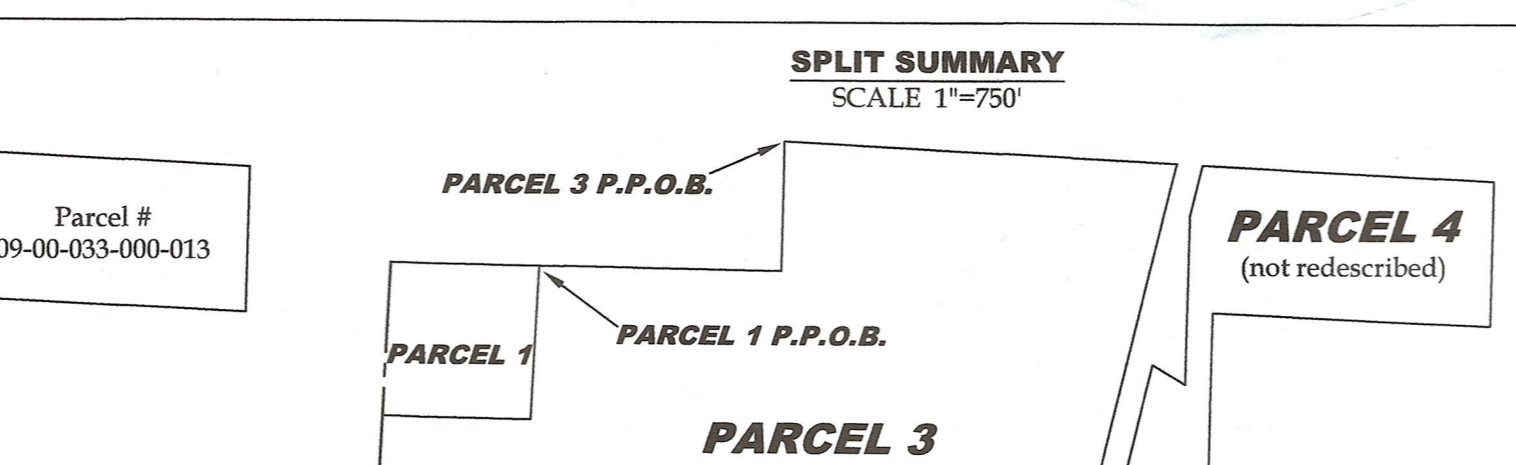 SPLIT SUMMARY
SCALE 1"=750'
PARCEL 3 P.P.O.B.
Parcel #
09-00-033-000-013
PARCEL 4
(not redescribed)
PARCEL 1 P.P.O.B.
PARCEL 1
PARCEL 3